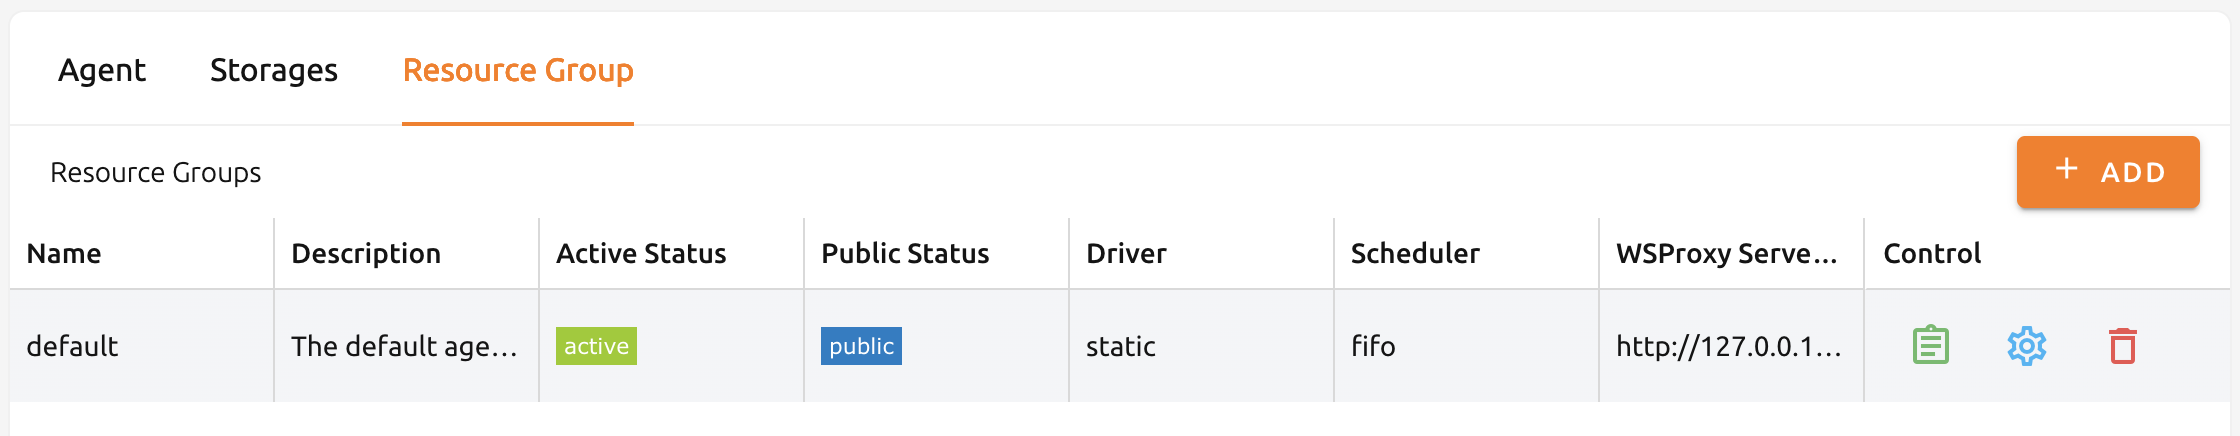 Agent Storages Resource Group
Resource Groups + ADD
Name Description Active Status Public Status Driver Scheduler WSProxy Serve... Control
default The default age... active public static fifo http://127.0.0.1...